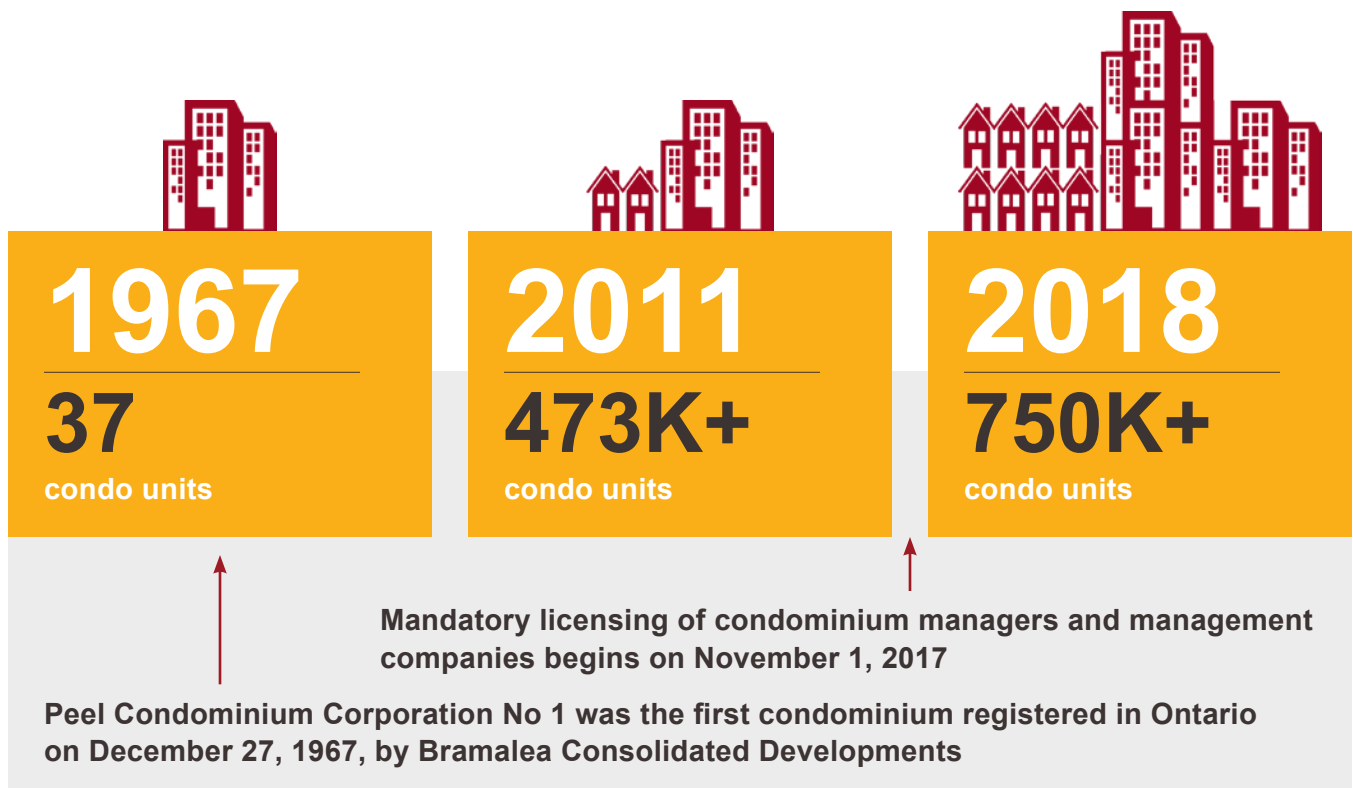 1967
37
condo units
2011
473K+
condo units
2018
750K+
condo units
Mandatory licensing of condominium managers and management
companies begins on November 1, 2017
Peel Condominium Corporation No 1 was the first condominium registered in Ontario
on December 27, 1967, by Bramalea Consolidated Developments